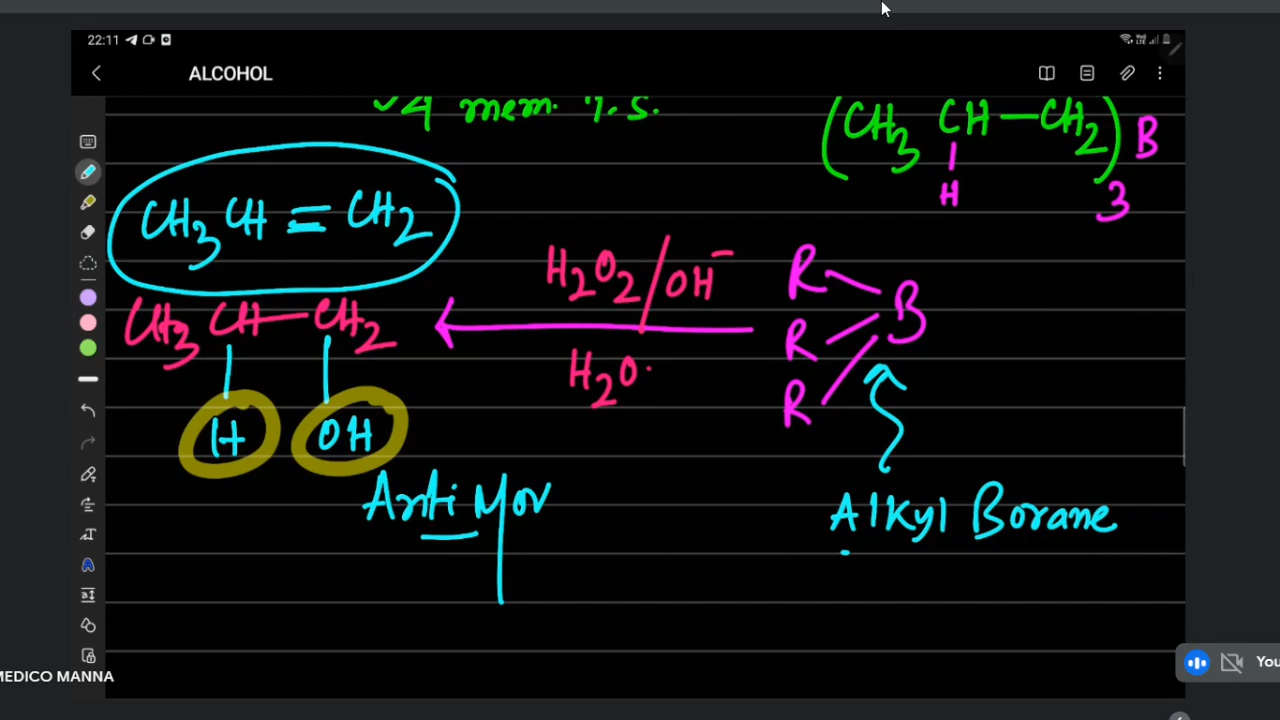 22:11
ALCOHOL
4 mem. T.S.
(CH3 CH—CH2)3 B
H
CH3CH=CH2
H2O2/OH⁻
H2O
R
R B
R
CH3 CH—CH2
H OH
Anti Mov
Alkyl Borane
MEDICO MANNA
You